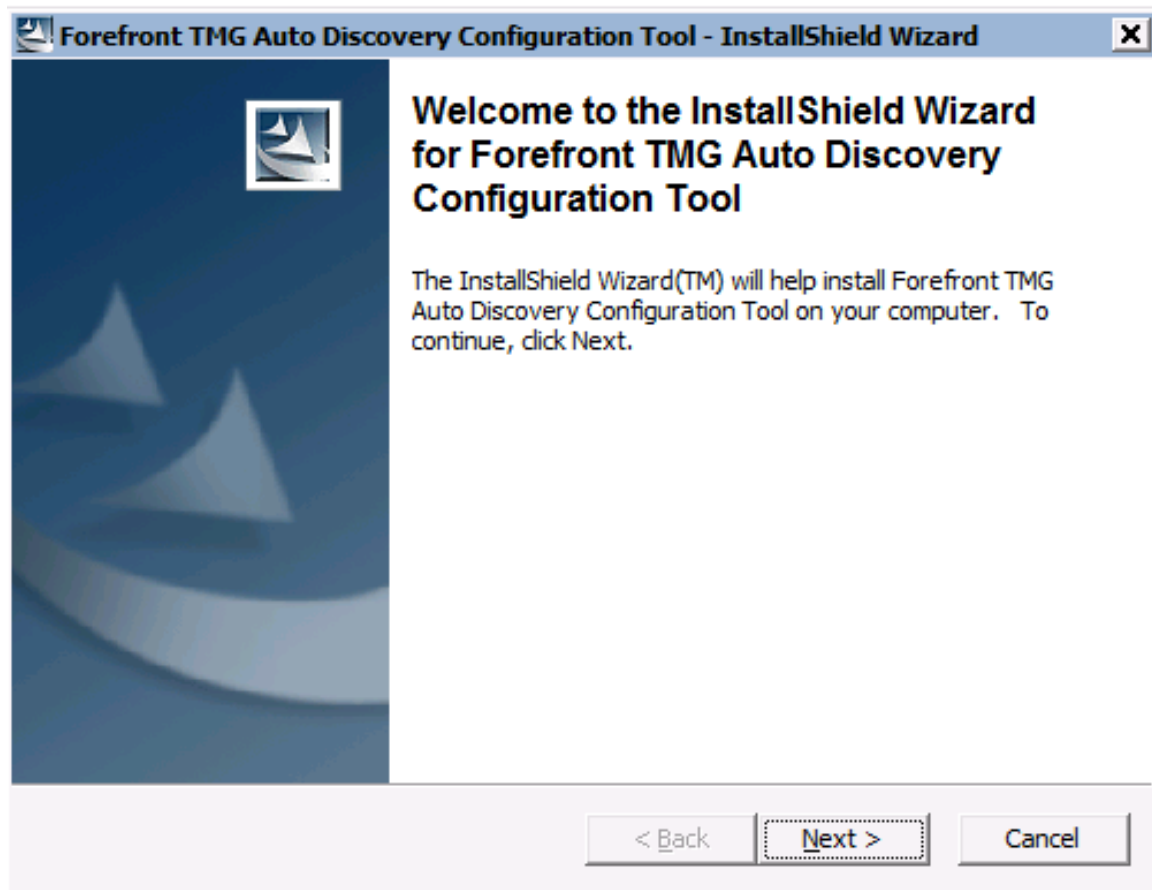 Forefront TMG Auto Discovery Configuration Tool - InstallShield Wizard
Welcome to the InstallShield Wizard
for Forefront TMG Auto Discovery
Configuration Tool
The InstallShield Wizard(TM) will help install Forefront TMG
Auto Discovery Configuration Tool on your computer.   To
continue, click Next.
< Back
Next >
Cancel